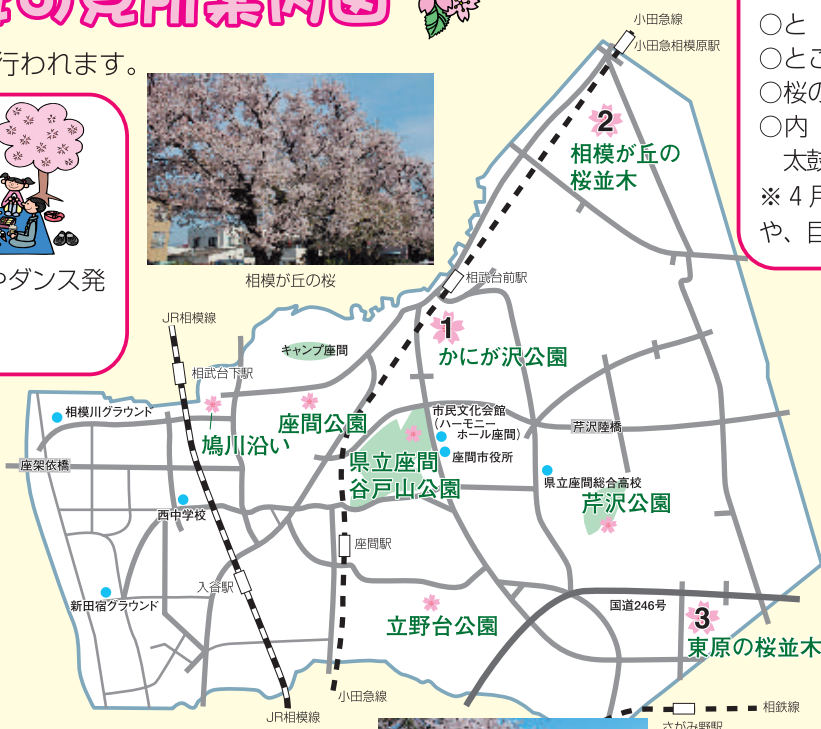 の見所案内図
行われます。
やダンス発
相模が丘の桜
○と
○とこ
○桜の
○内
太鼓
※４月
や、目
小田急線
小田急相模原駅
2
相模が丘の
桜並木
相武台前駅
1
かにが沢公園
JR相模線
相武台下駅
キャンプ座間
相模川グラウンド
鳩川沿い
座間公園
市民文化会館
（ハーモニー
ホール座間）
座間市役所
芹沢陸橋
座架依橋
県立座間
谷戸山公園
県立座間総合高校
芹沢公園
西中学校
座間駅
入谷駅
新田宿グラウンド
立野台公園
国道246号
3
東原の桜並木
小田急線
JR相模線
相鉄線
さがみ野駅